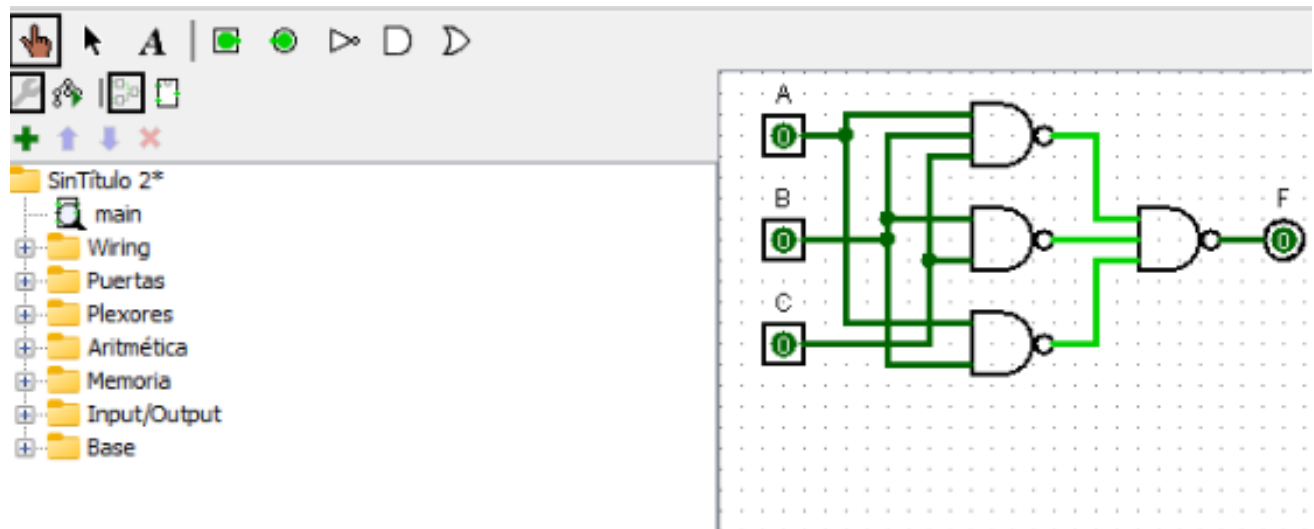 A
SinTítulo 2*
main
Wiring
Puertas
Plexores
Aritmética
Memoria
Input/Output
Base
A
0
B
0
C
0
F
0